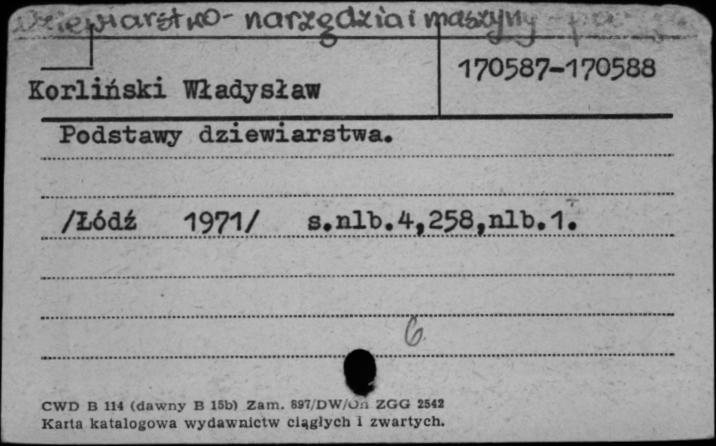 Dziewiarstwo - narzędzia i maszyny
170587-170588
Korliński Władysław
Podstawy dziewiarstwa.
/Łódź 1971/ s.nlb.4,258,nlb.1.
6
CWD B 114 (dawny B 15b) Zam. 897/DW/On ZGG 2542
Karta katalogowa wydawnictw ciągłych i zwartych.